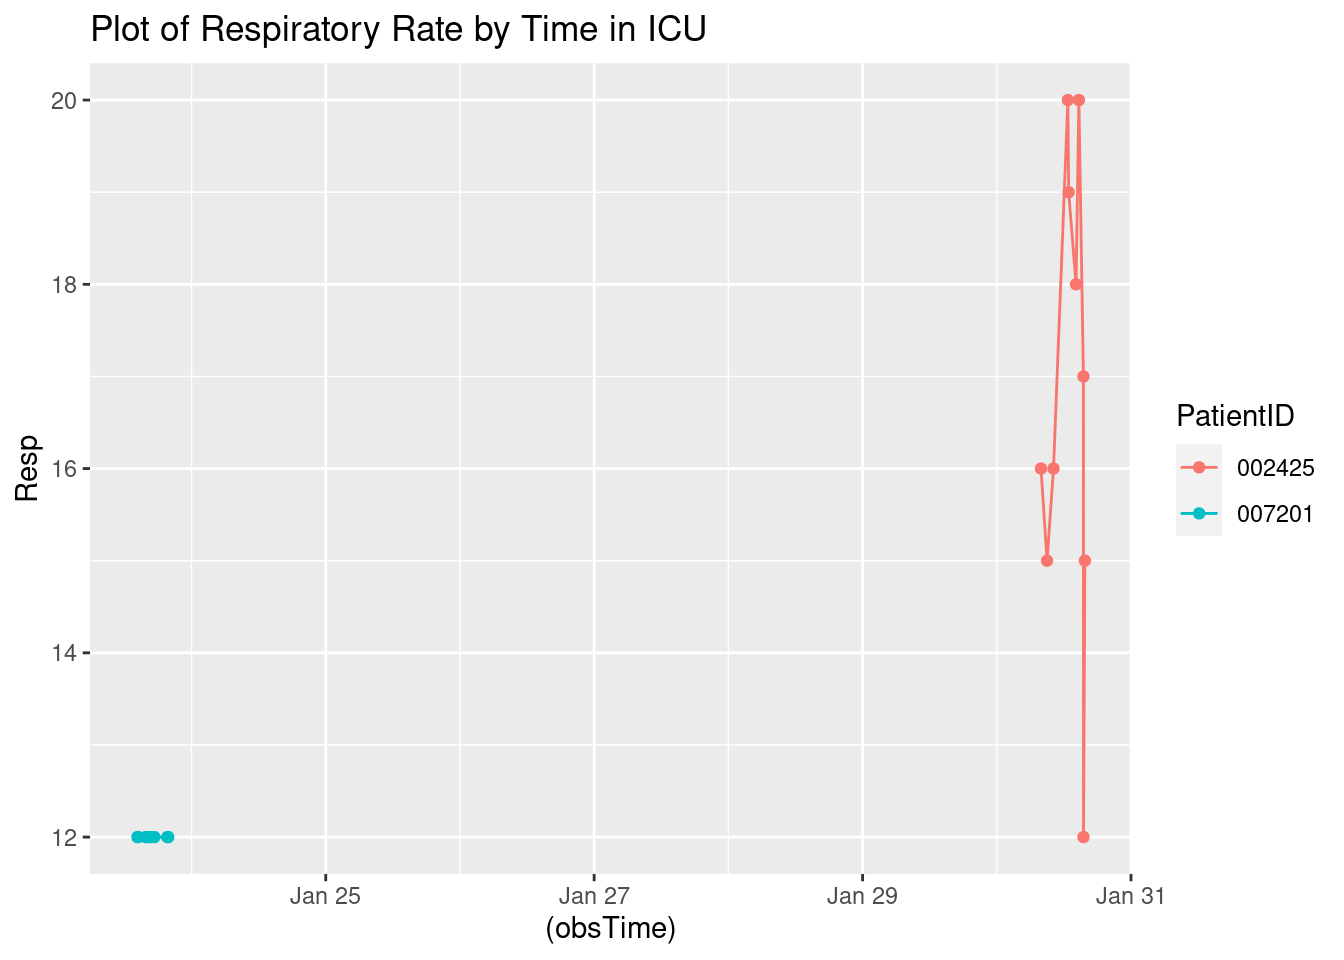 Plot of Respiratory Rate by Time in ICU
20
18
16
14
12
Resp
Jan 25
Jan 27
Jan 29
Jan 31
(obsTime)
PatientID
002425
007201